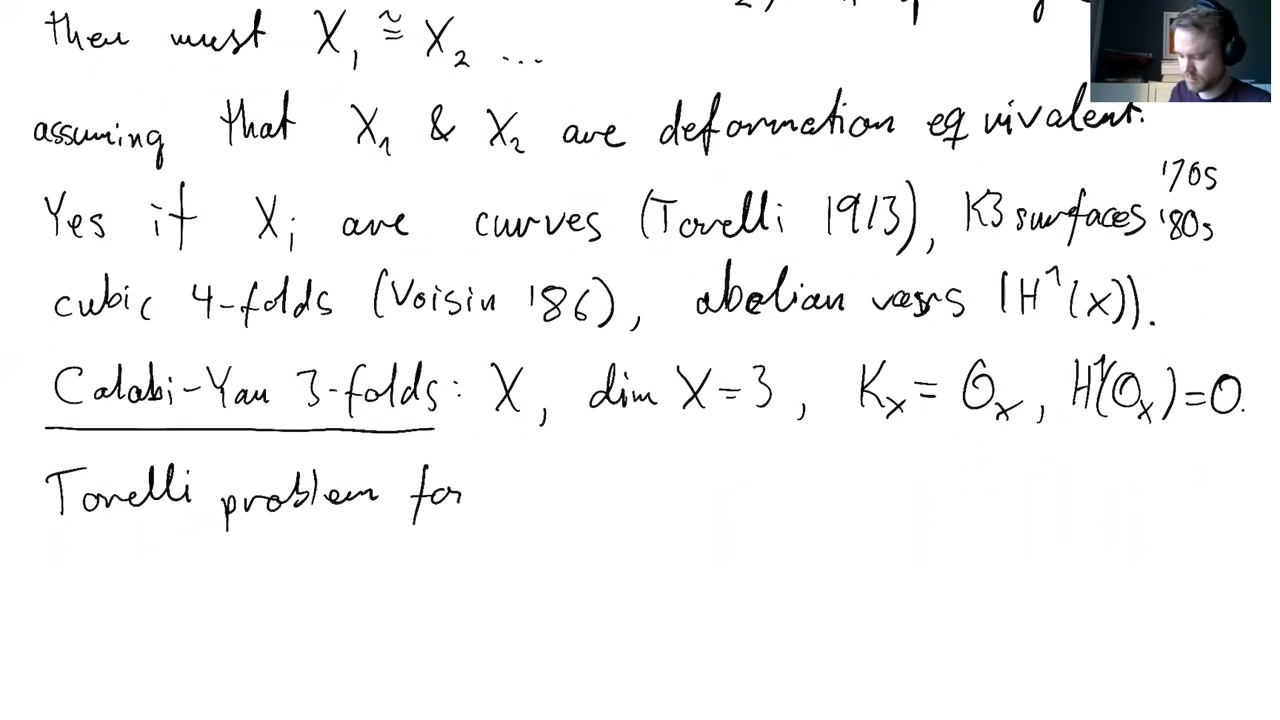 then must X₁ ≅ X₂ ...
assuming that X₁ & X₂ are deformation equivalent.
Yes if Xᵢ are curves (Torelli 1913), K3 surfaces '70s '80s
cubic 4-folds (Voisin '86), abelian (H¹(X)).
Calabi-Yau 3-folds: X, dim X = 3, K_X = O_X, H¹(O_X) = 0.
Torelli problem for